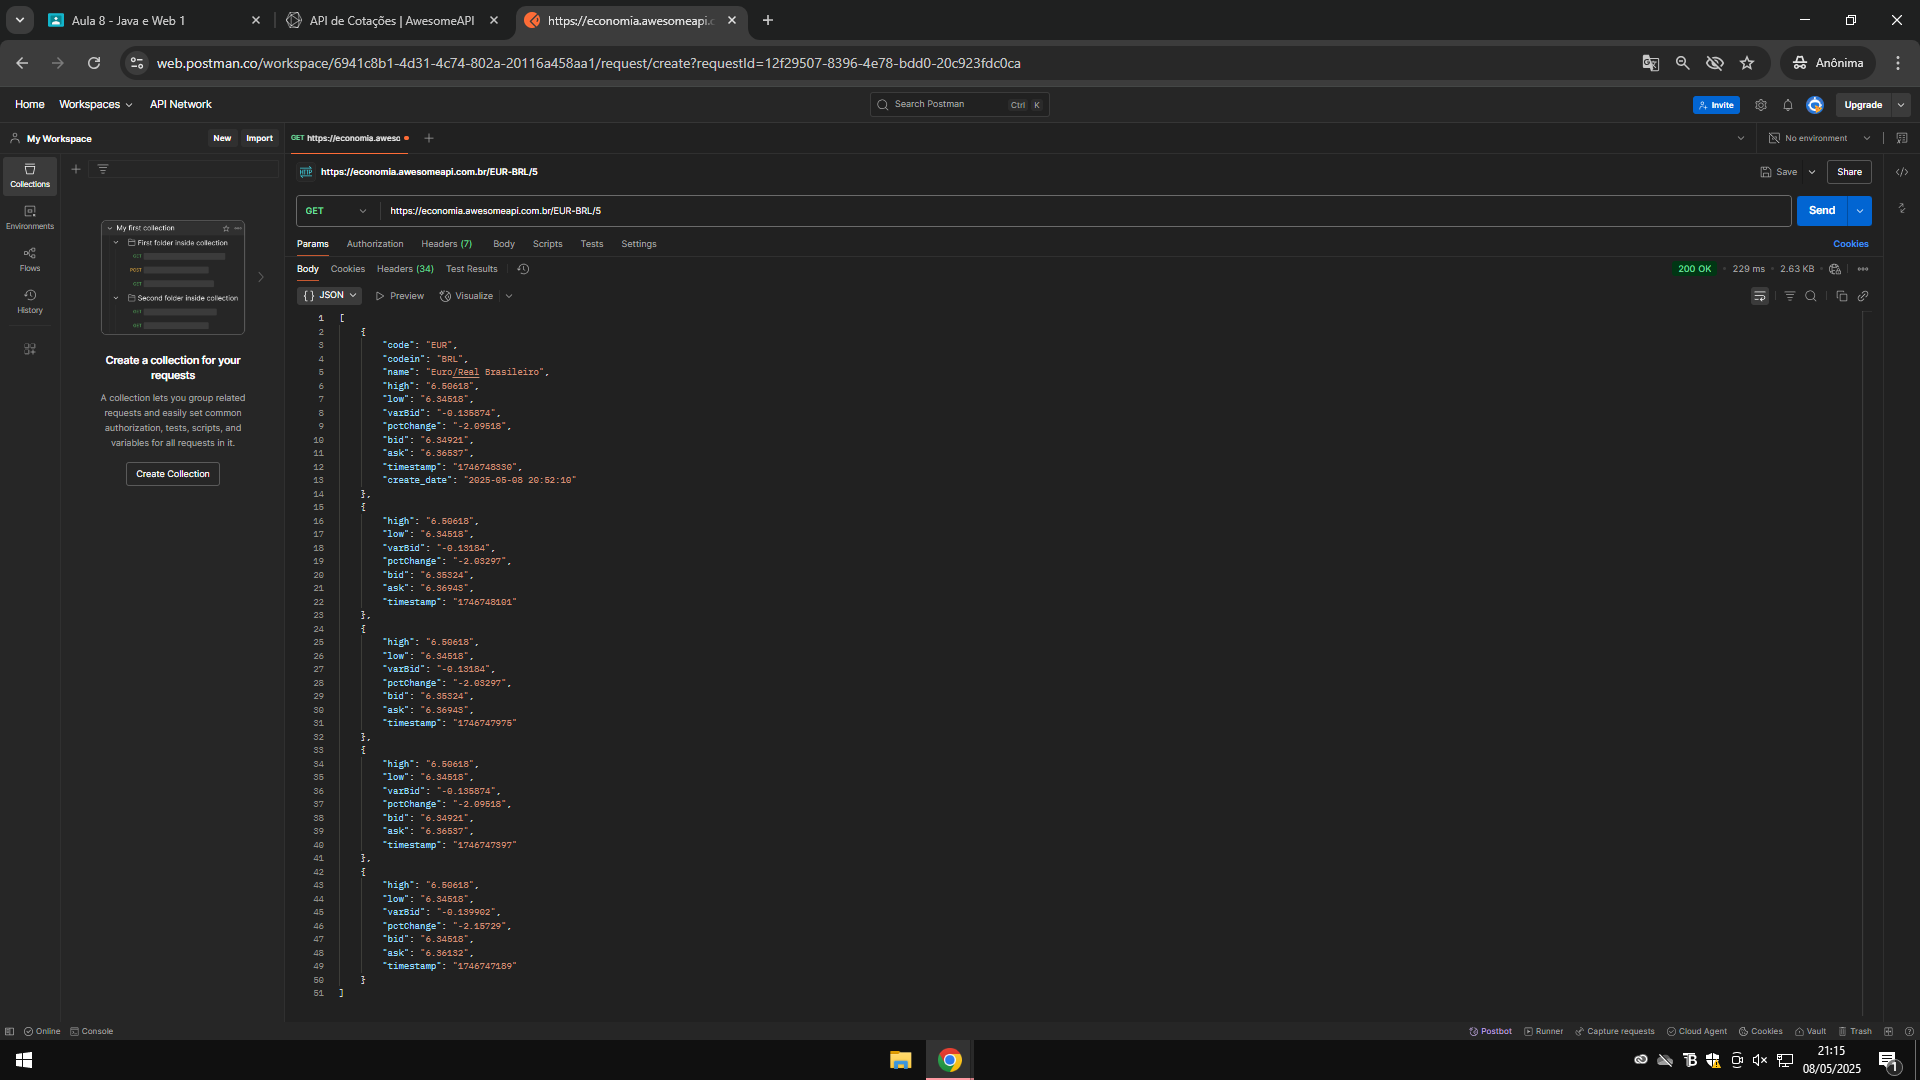 Aula 8 - Java e Web 1
API de Cotações | AwesomeAPI
https://economia.awesomeapi.c
web.postman.co/workspace/6941c8b1-4d31-4c74-802a-20116a458aa1/request/create?requestId=12f29507-8396-4e78-bdd0-20c923fdc0ca
Anônima
Home Workspaces API Network
Search Postman Ctrl K
Invite
Upgrade
My Workspace
New Import
GET https://economia.aweso
No environment
Collections
Environments
Flows
History
My first collection
First folder inside collection
GET
POST
GET
Second folder inside collection
GET
GET
Create a collection for your
requests
A collection lets you group related
requests and easily set common
authorization, tests, scripts, and
variables for all requests in it.
Create Collection
HTTP https://economia.awesomeapi.com.br/EUR-BRL/5
Save Share
GET https://economia.awesomeapi.com.br/EUR-BRL/5
Send
Params Authorization Headers (7) Body Scripts Tests Settings
Cookies
Body Cookies Headers (34) Test Results
200 OK • 229 ms • 2.63 KB
{ } JSON Preview Visualize
1 [
2 {
3 "code": "EUR",
4 "codein": "BRL",
5 "name": "Euro/Real Brasileiro",
6 "high": "6.50618",
7 "low": "6.34518",
8 "varBid": "-0.135874",
9 "pctChange": "-2.09518",
10 "bid": "6.34921",
11 "ask": "6.36537",
12 "timestamp": "1746748330",
13 "create_date": "2025-05-08 20:52:10"
14 },
15 {
16 "high": "6.50618",
17 "low": "6.34518",
18 "varBid": "-0.13184",
19 "pctChange": "-2.03297",
20 "bid": "6.35324",
21 "ask": "6.36943",
22 "timestamp": "1746748101"
23 },
24 {
25 "high": "6.50618",
26 "low": "6.34518",
27 "varBid": "-0.13184",
28 "pctChange": "-2.03297",
29 "bid": "6.35324",
30 "ask": "6.36943",
31 "timestamp": "1746747975"
32 },
33 {
34 "high": "6.50618",
35 "low": "6.34518",
36 "varBid": "-0.135874",
37 "pctChange": "-2.09518",
38 "bid": "6.34921",
39 "ask": "6.36537",
40 "timestamp": "1746747397"
41 },
42 {
43 "high": "6.50618",
44 "low": "6.34518",
45 "varBid": "-0.139902",
46 "pctChange": "-2.15729",
47 "bid": "6.34518",
48 "ask": "6.36132",
49 "timestamp": "1746747189"
50 }
51 ]
Online Console
Postbot Runner Capture requests Cloud Agent Cookies Vault Trash
21:15
08/05/2025
1